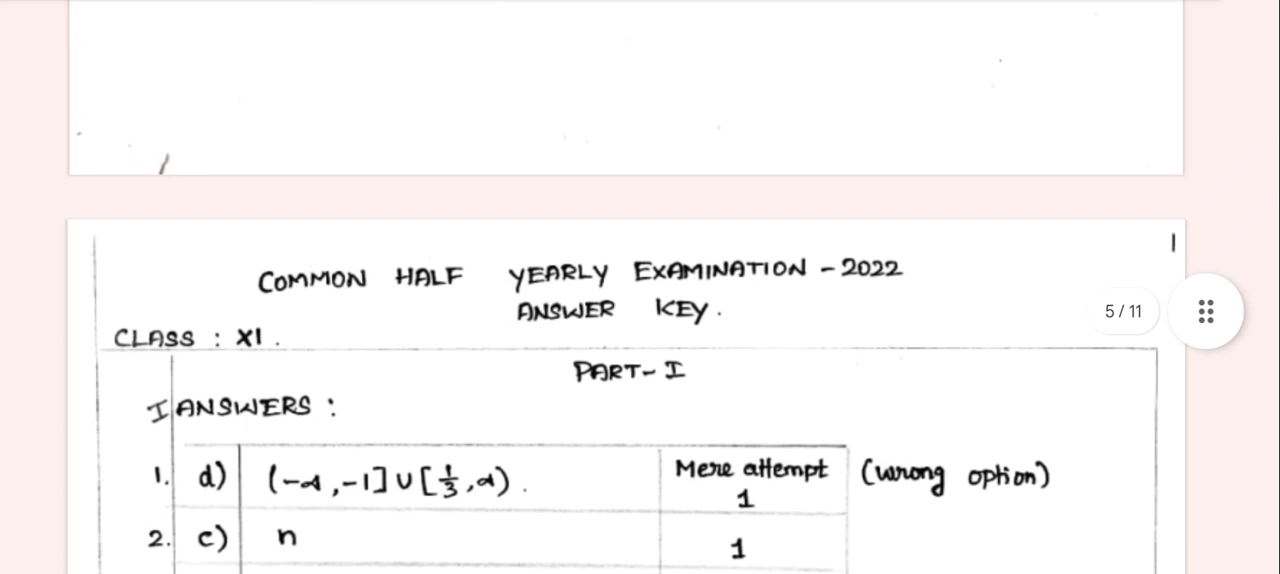 1
COMMON HALF YEARLY EXAMINATION - 2022
ANSWER KEY.
5 / 11
CLASS : XI.
PART- I
I ANSWERS :
1. d) (-∝, -1] ∪ [1/3, ∝). Mere attempt 1 (wrong option)
2. c) n 1